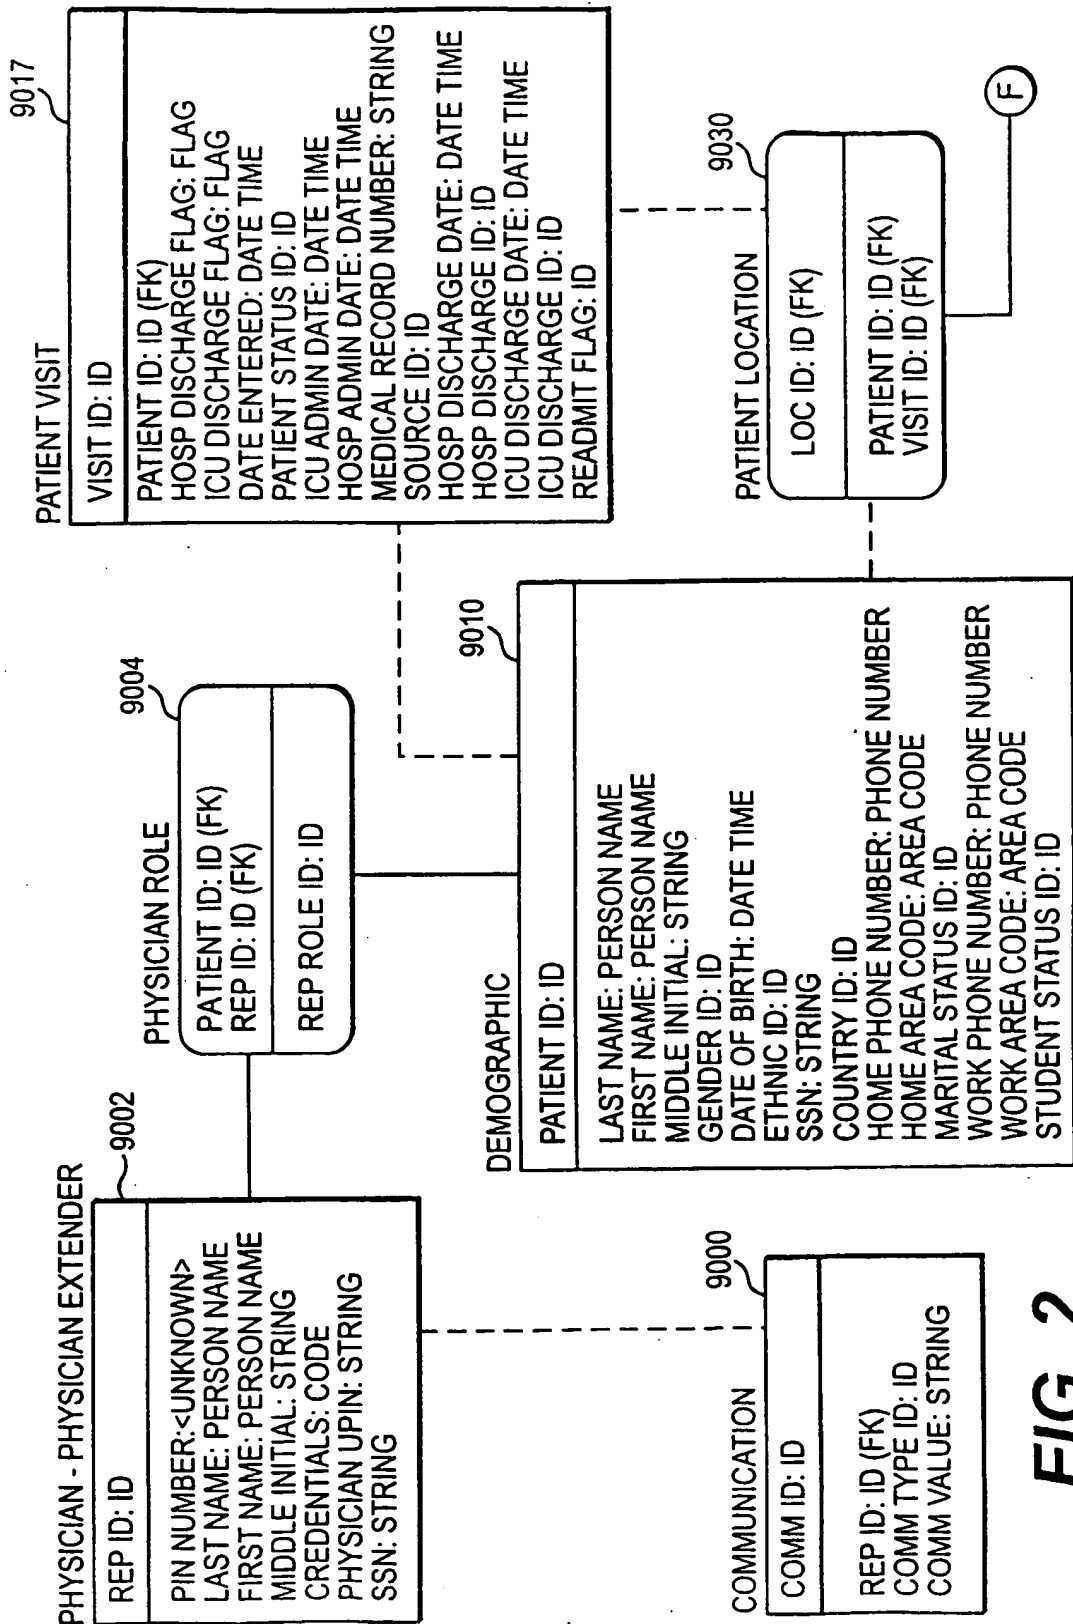 PHYSICIAN - PHYSICIAN EXTENDER
9002
REP ID: ID
PIN NUMBER:<UNKNOWN>
LAST NAME: PERSON NAME
FIRST NAME: PERSON NAME
MIDDLE INITIAL: STRING
CREDENTIALS: CODE
PHYSICIAN UPIN: STRING
SSN: STRING
PHYSICIAN ROLE
9004
PATIENT ID: ID (FK)
REP ID: ID (FK)
REP ROLE ID: ID
PATIENT VISIT
9017
VISIT ID: ID
PATIENT ID: ID (FK)
HOSP DISCHARGE FLAG: FLAG
ICU DISCHARGE FLAG: FLAG
DATE ENTERED: DATE TIME
PATIENT STATUS ID: ID
ICU ADMIN DATE: DATE TIME
HOSP ADMIN DATE: DATE TIME
MEDICAL RECORD NUMBER: STRING
SOURCE ID: ID
HOSP DISCHARGE DATE: DATE TIME
HOSP DISCHARGE ID: ID
ICU DISCHARGE DATE: DATE TIME
ICU DISCHARGE ID: ID
READMIT FLAG: ID
COMMUNICATION
9000
COMM ID: ID
REP ID: ID (FK)
COMM TYPE ID: ID
COMM VALUE: STRING
DEMOGRAPHIC
9010
PATIENT ID: ID
LAST NAME: PERSON NAME
FIRST NAME: PERSON NAME
MIDDLE INITIAL: STRING
GENDER ID: ID
DATE OF BIRTH: DATE TIME
ETHNIC ID: ID
SSN: STRING
COUNTRY ID: ID
HOME PHONE NUMBER: PHONE NUMBER
HOME AREA CODE: AREA CODE
MARITAL STATUS ID: ID
WORK PHONE NUMBER: PHONE NUMBER
WORK AREA CODE: AREA CODE
STUDENT STATUS ID: ID
PATIENT LOCATION
9030
LOC ID: ID (FK)
PATIENT ID: ID (FK)
VISIT ID: ID (FK)
F
FIG. 2